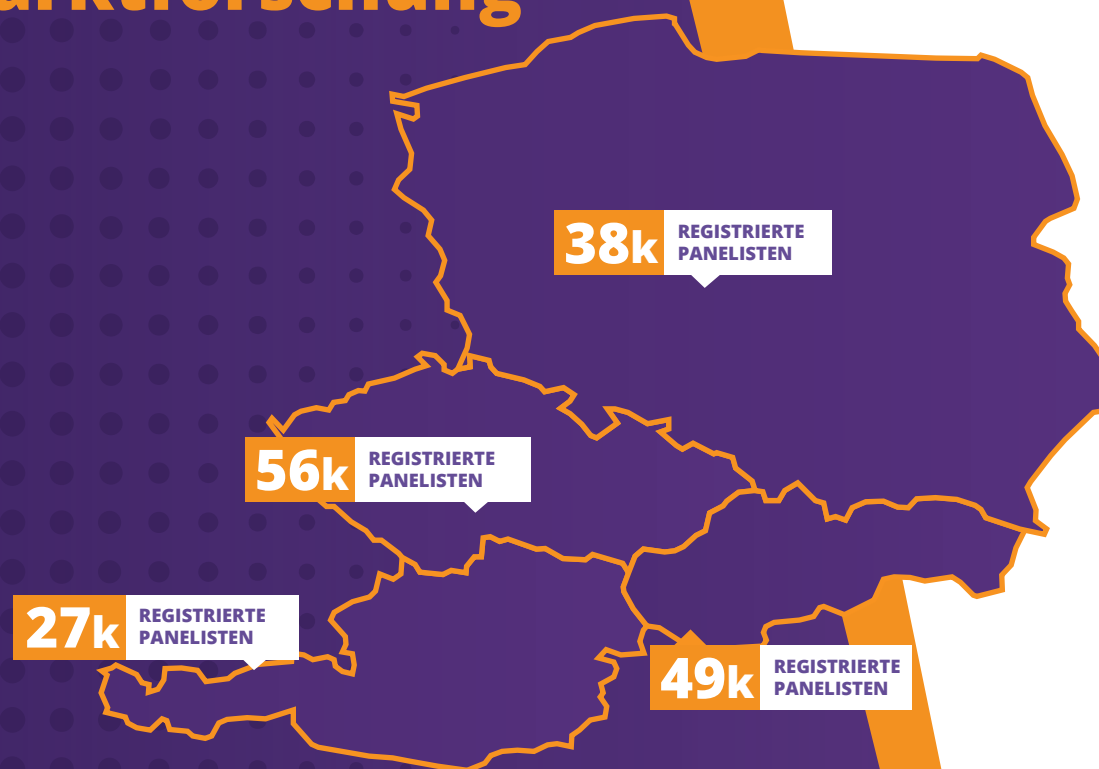 38k
REGISTRIERTE
PANELISTEN
56k
REGISTRIERTE
PANELISTEN
27k
REGISTRIERTE
PANELISTEN
49k
REGISTRIERTE
PANELISTEN